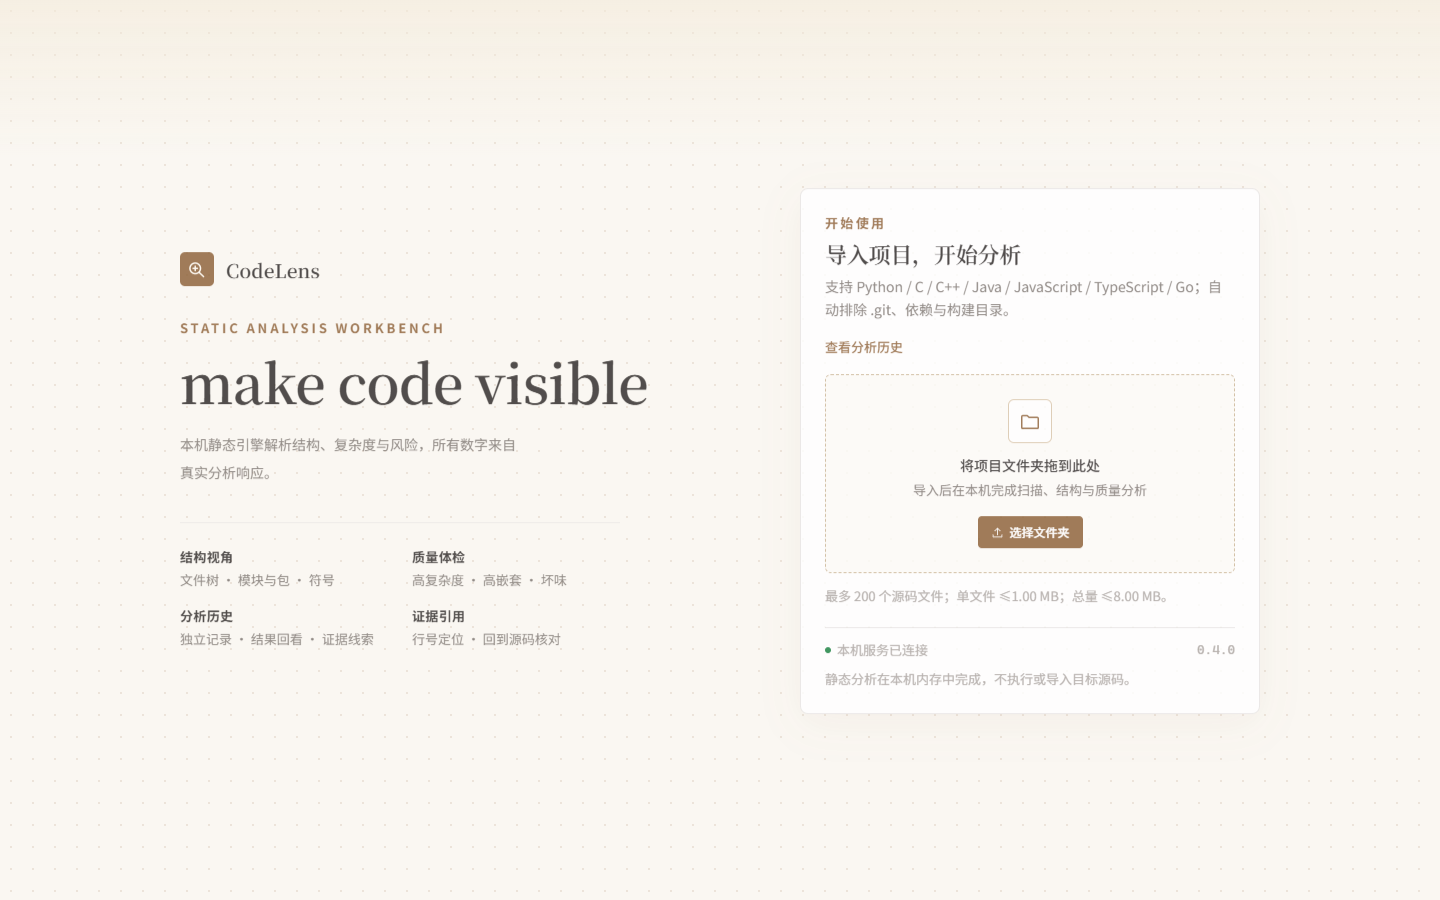 CodeLens
STATIC ANALYSIS WORKBENCH
make code visible
本机静态引擎解析结构、复杂度与风险，所有数字来自
真实分析响应。
结构视角
文件树 · 模块与包 · 符号
质量体检
高复杂度 · 高嵌套 · 坏味
分析历史
独立记录 · 结果回看 · 证据线索
证据引用
行号定位 · 回到源码核对
开始使用
导入项目，开始分析
支持 Python / C / C++ / Java / JavaScript / TypeScript / Go；自
动排除 .git、依赖与构建目录。
查看分析历史
将项目文件夹拖到此处
导入后在本机完成扫描、结构与质量分析
选择文件夹
最多 200 个源码文件；单文件 ≤1.00 MB；总量 ≤8.00 MB。
本机服务已连接
0.4.0
静态分析在本机内存中完成，不执行或导入目标源码。